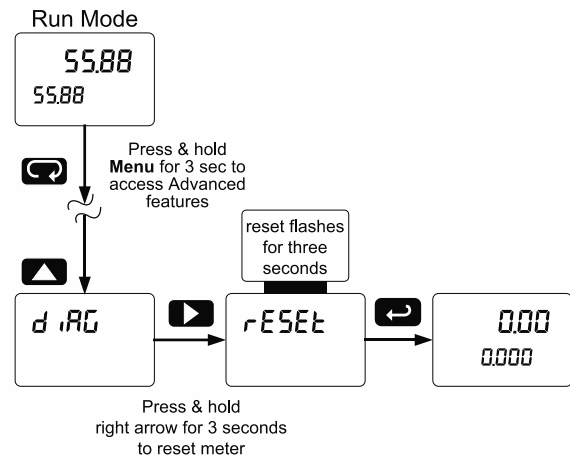 Run Mode
55.88
55.88
Press & hold
Menu for 3 sec to
access Advanced
features
reset flashes
for three
seconds
d iAG
rESEt
0.00
0.000
Press & hold
right arrow for 3 seconds
to reset meter